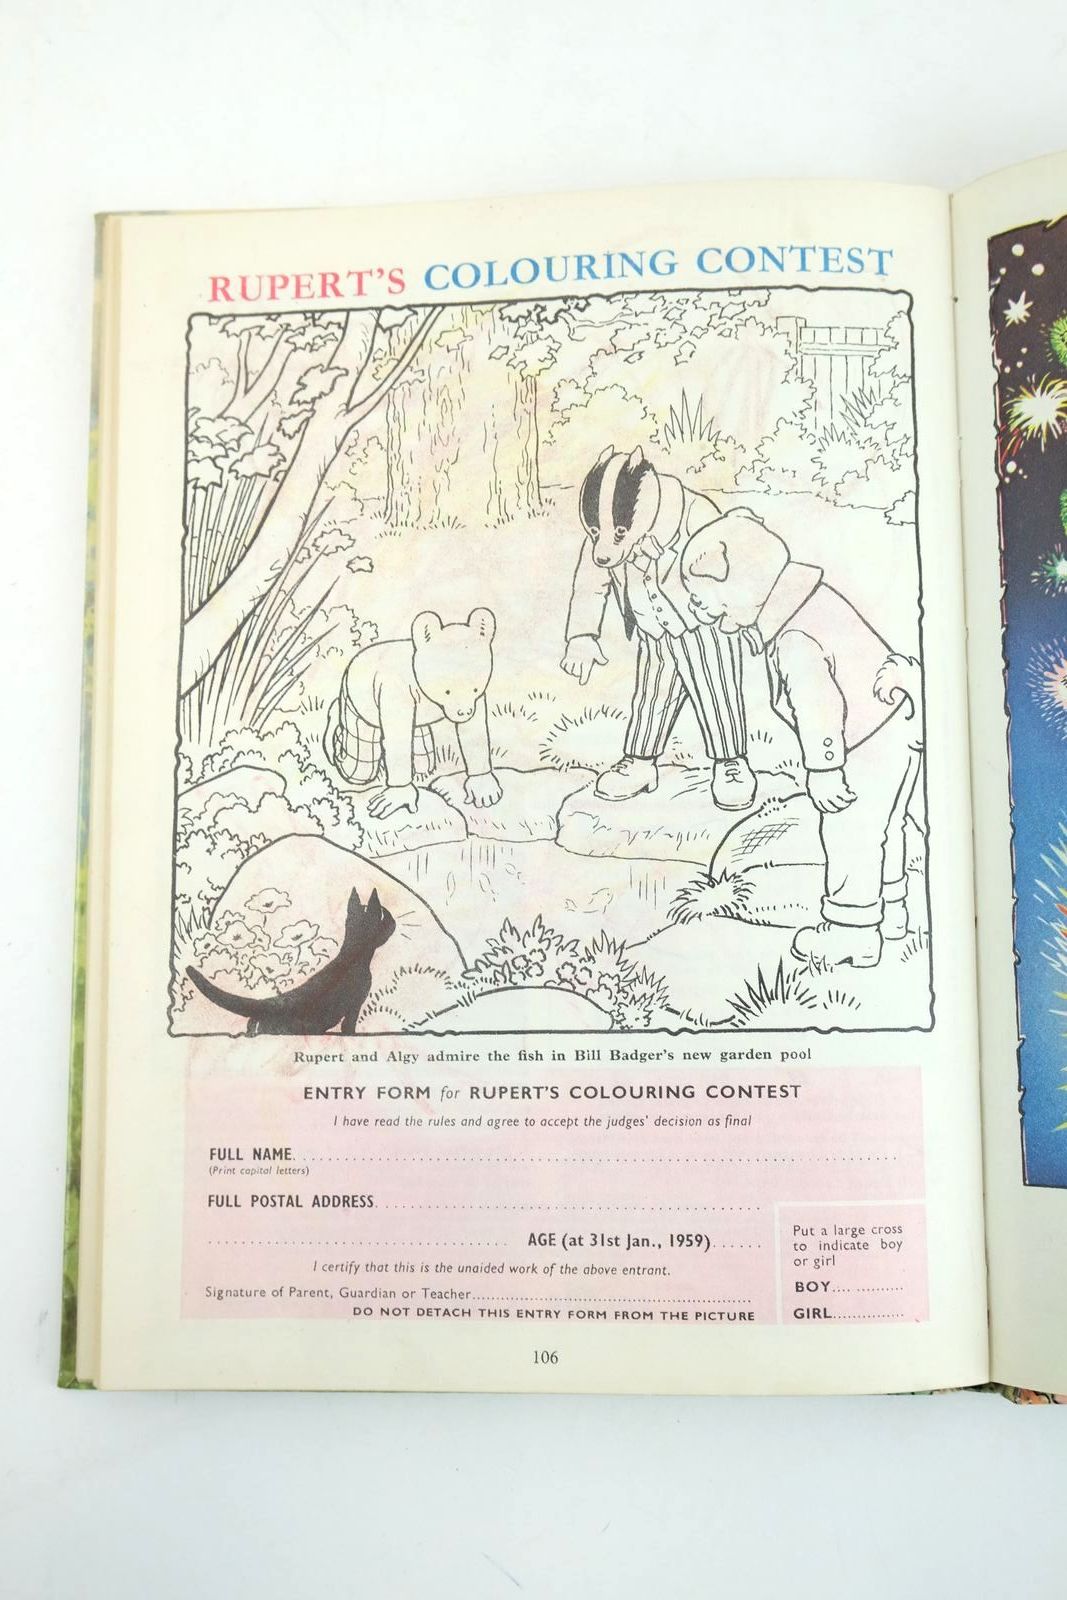 RUPERT'S COLOURING CONTEST
Rupert and Algy admire the fish in Bill Badger's new garden pool
ENTRY FORM for RUPERT'S COLOURING CONTEST
I have read the rules and agree to accept the judges' decision as final
FULL NAME
(Print capital letters)
FULL POSTAL ADDRESS
AGE (at 31st Jan., 1959)
I certify that this is the unaided work of the above entrant.
Signature of Parent, Guardian or Teacher
DO NOT DETACH THIS ENTRY FORM FROM THE PICTURE
Put a large cross
to indicate boy
or girl
BOY
GIRL
106